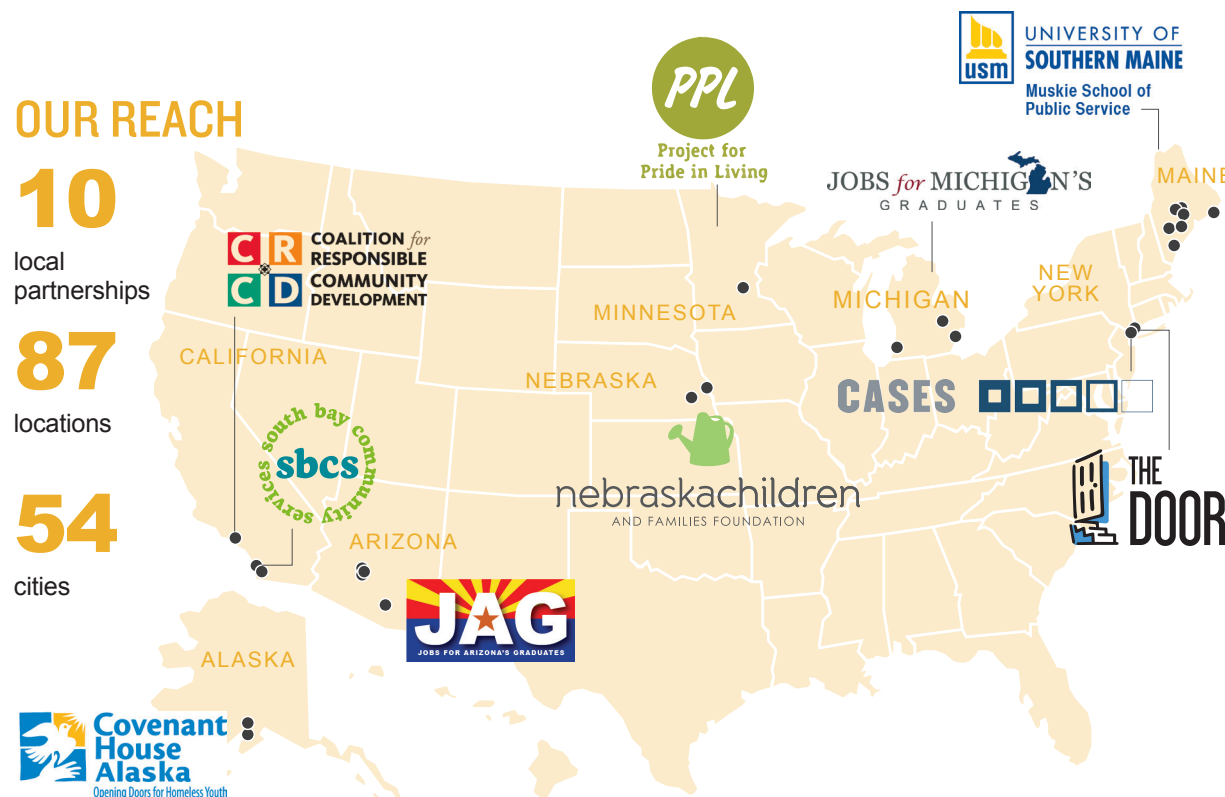 OUR REACH
10
local
partnerships
87
locations
54
cities
UNIVERSITY OF
SOUTHERN MAINE
usm
Muskie School of
Public Service
PPL
Project for
Pride in Living
JOBS for MICHIGAN'S
GRADUATES
MAINE
C R
C D
COALITION for
RESPONSIBLE
COMMUNITY
DEVELOPMENT
NEW
YORK
MICHIGAN
MINNESOTA
CALIFORNIA
NEBRASKA
CASES
south bay community services
sbcs
nebraskachildren
AND FAMILIES FOUNDATION
THE
DOOR
ARIZONA
JAG
JOBS FOR ARIZONA'S GRADUATES
ALASKA
Covenant
House
Alaska
Opening Doors for Homeless Youth